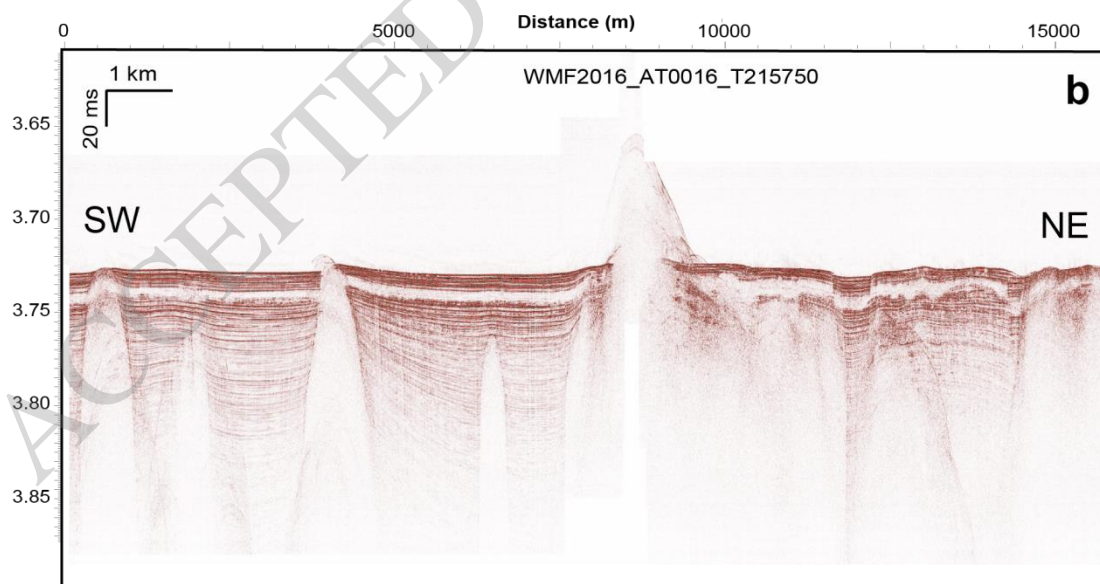 Distance (m)
0 5000 10000 15000
1 km
20 ms
WMF2016_AT0016_T215750
b
3.65
3.70
SW
NE
3.75
3.80
3.85
ACCEPTED